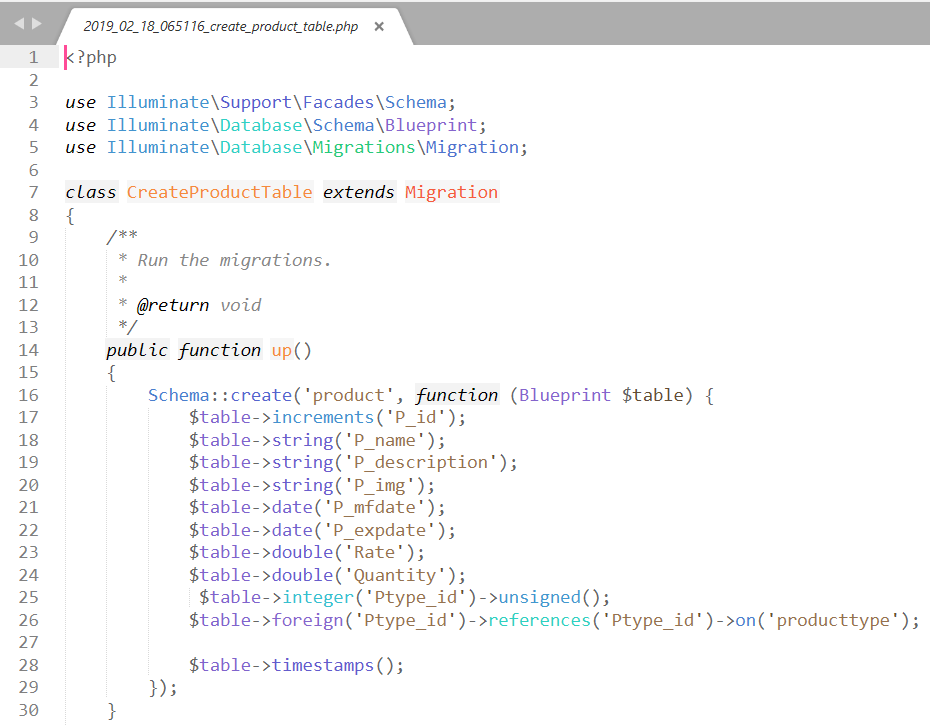 2019_02_18_065116_create_product_table.php ×
1 <?php
2
3 use Illuminate\Support\Facades\Schema;
4 use Illuminate\Database\Schema\Blueprint;
5 use Illuminate\Database\Migrations\Migration;
6
7 class CreateProductTable extends Migration
8 {
9     /**
10      * Run the migrations.
11      *
12      * @return void
13      */
14     public function up()
15     {
16         Schema::create('product', function (Blueprint $table) {
17             $table->increments('P_id');
18             $table->string('P_name');
19             $table->string('P_description');
20             $table->string('P_img');
21             $table->date('P_mfdate');
22             $table->date('P_expdate');
23             $table->double('Rate');
24             $table->double('Quantity');
25              $table->integer('Ptype_id')->unsigned();
26             $table->foreign('Ptype_id')->references('Ptype_id')->on('producttype');
27
28             $table->timestamps();
29         });
30     }